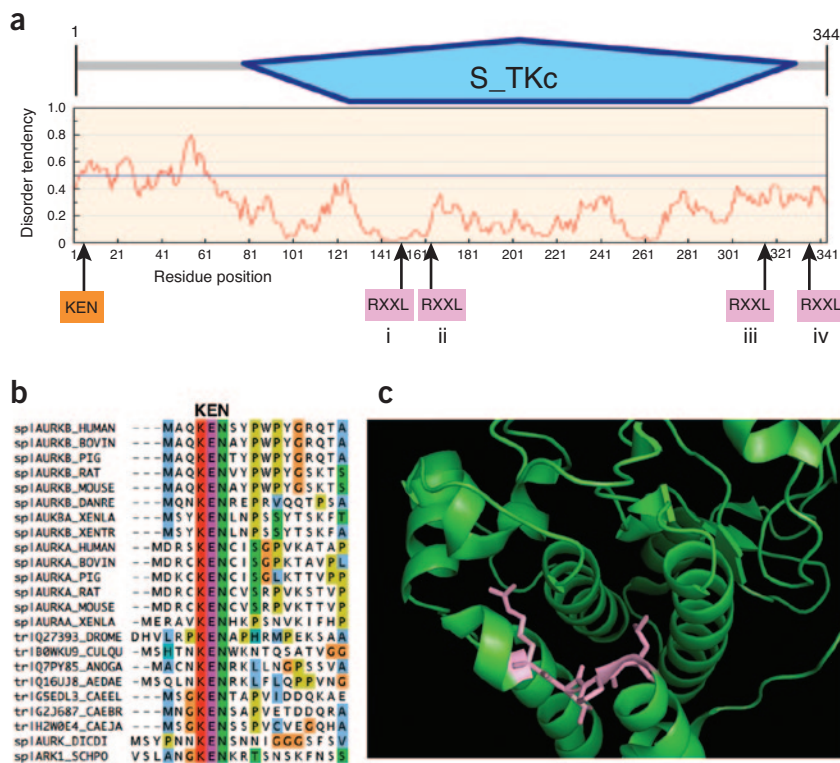 a
1
344
S_TKc
1.0
0.8
0.6
0.4
0.2
0
Disorder tendency
1 21 41 61 81 101 121 141 161 181 201 221 241 261 281 301 321 341
Residue position
KEN
RXXL
RXXL
RXXL
RXXL
i
ii
iii
iv
b
KEN
sp|AURKB_HUMAN ---MAQKENSYPWPYGRQTA
sp|AURKB_BOVIN ---MAQKENAYPWPYGRQTA
sp|AURKB_PIG ---MAQKENTYPWPYGRQTA
sp|AURKB_RAT ---MAQKENAYPWPYGSKTS
sp|AURKB_MOUSE ---MAQKENVYPWPYGSKTS
sp|AURKB_DANRE ---MQNKENREPRVQQTPSA
sp|AUKBA_XENLA ---MSYKENLNPSSYTSKFT
sp|AURKB_XENTR ---MSYKENLNPSSYTSKFA
sp|AURKA_HUMAN --MDRSKENCISGPVKATAP
sp|AURKA_BOVIN --MDRCKENCISGPVKTAVPL
sp|AURKA_PIG --MDKCKENCISGLKTTVPP
sp|AURKA_RAT --MDRCKENCVSRPVKTTVP
sp|AURKA_MOUSE --MDRCKENCVSRPVKTTVP
sp|AURAA_XENLA --MERAVKENHKPSNVKIFHP
tr|Q27393_DROME DHVLRPKENAPHRMPEKSAA
tr|B0WKU9_CULQU --MSHTNKENWKNTQSATVGG
tr|Q7PY85_ANOGA --MACNKENRKLLNGPSSVA
tr|Q16UJ8_AEDAE --MSQLNKENRKLFLQPPVNG
tr|G5EDL3_CAEEL --MSGKENTAPVIDDQKAE
tr|G2J687_CAEBR --MNGKENSAPVETDDQRA
tr|H2W0E4_CAEJA --MSGKENSSPVCVEGQHA
sp|AURK_DICDI MSYPNNKENSNNIGGGSFSV
sp|ARK1_SCHPO VSLANGKENKRTSNSKFNSS
c